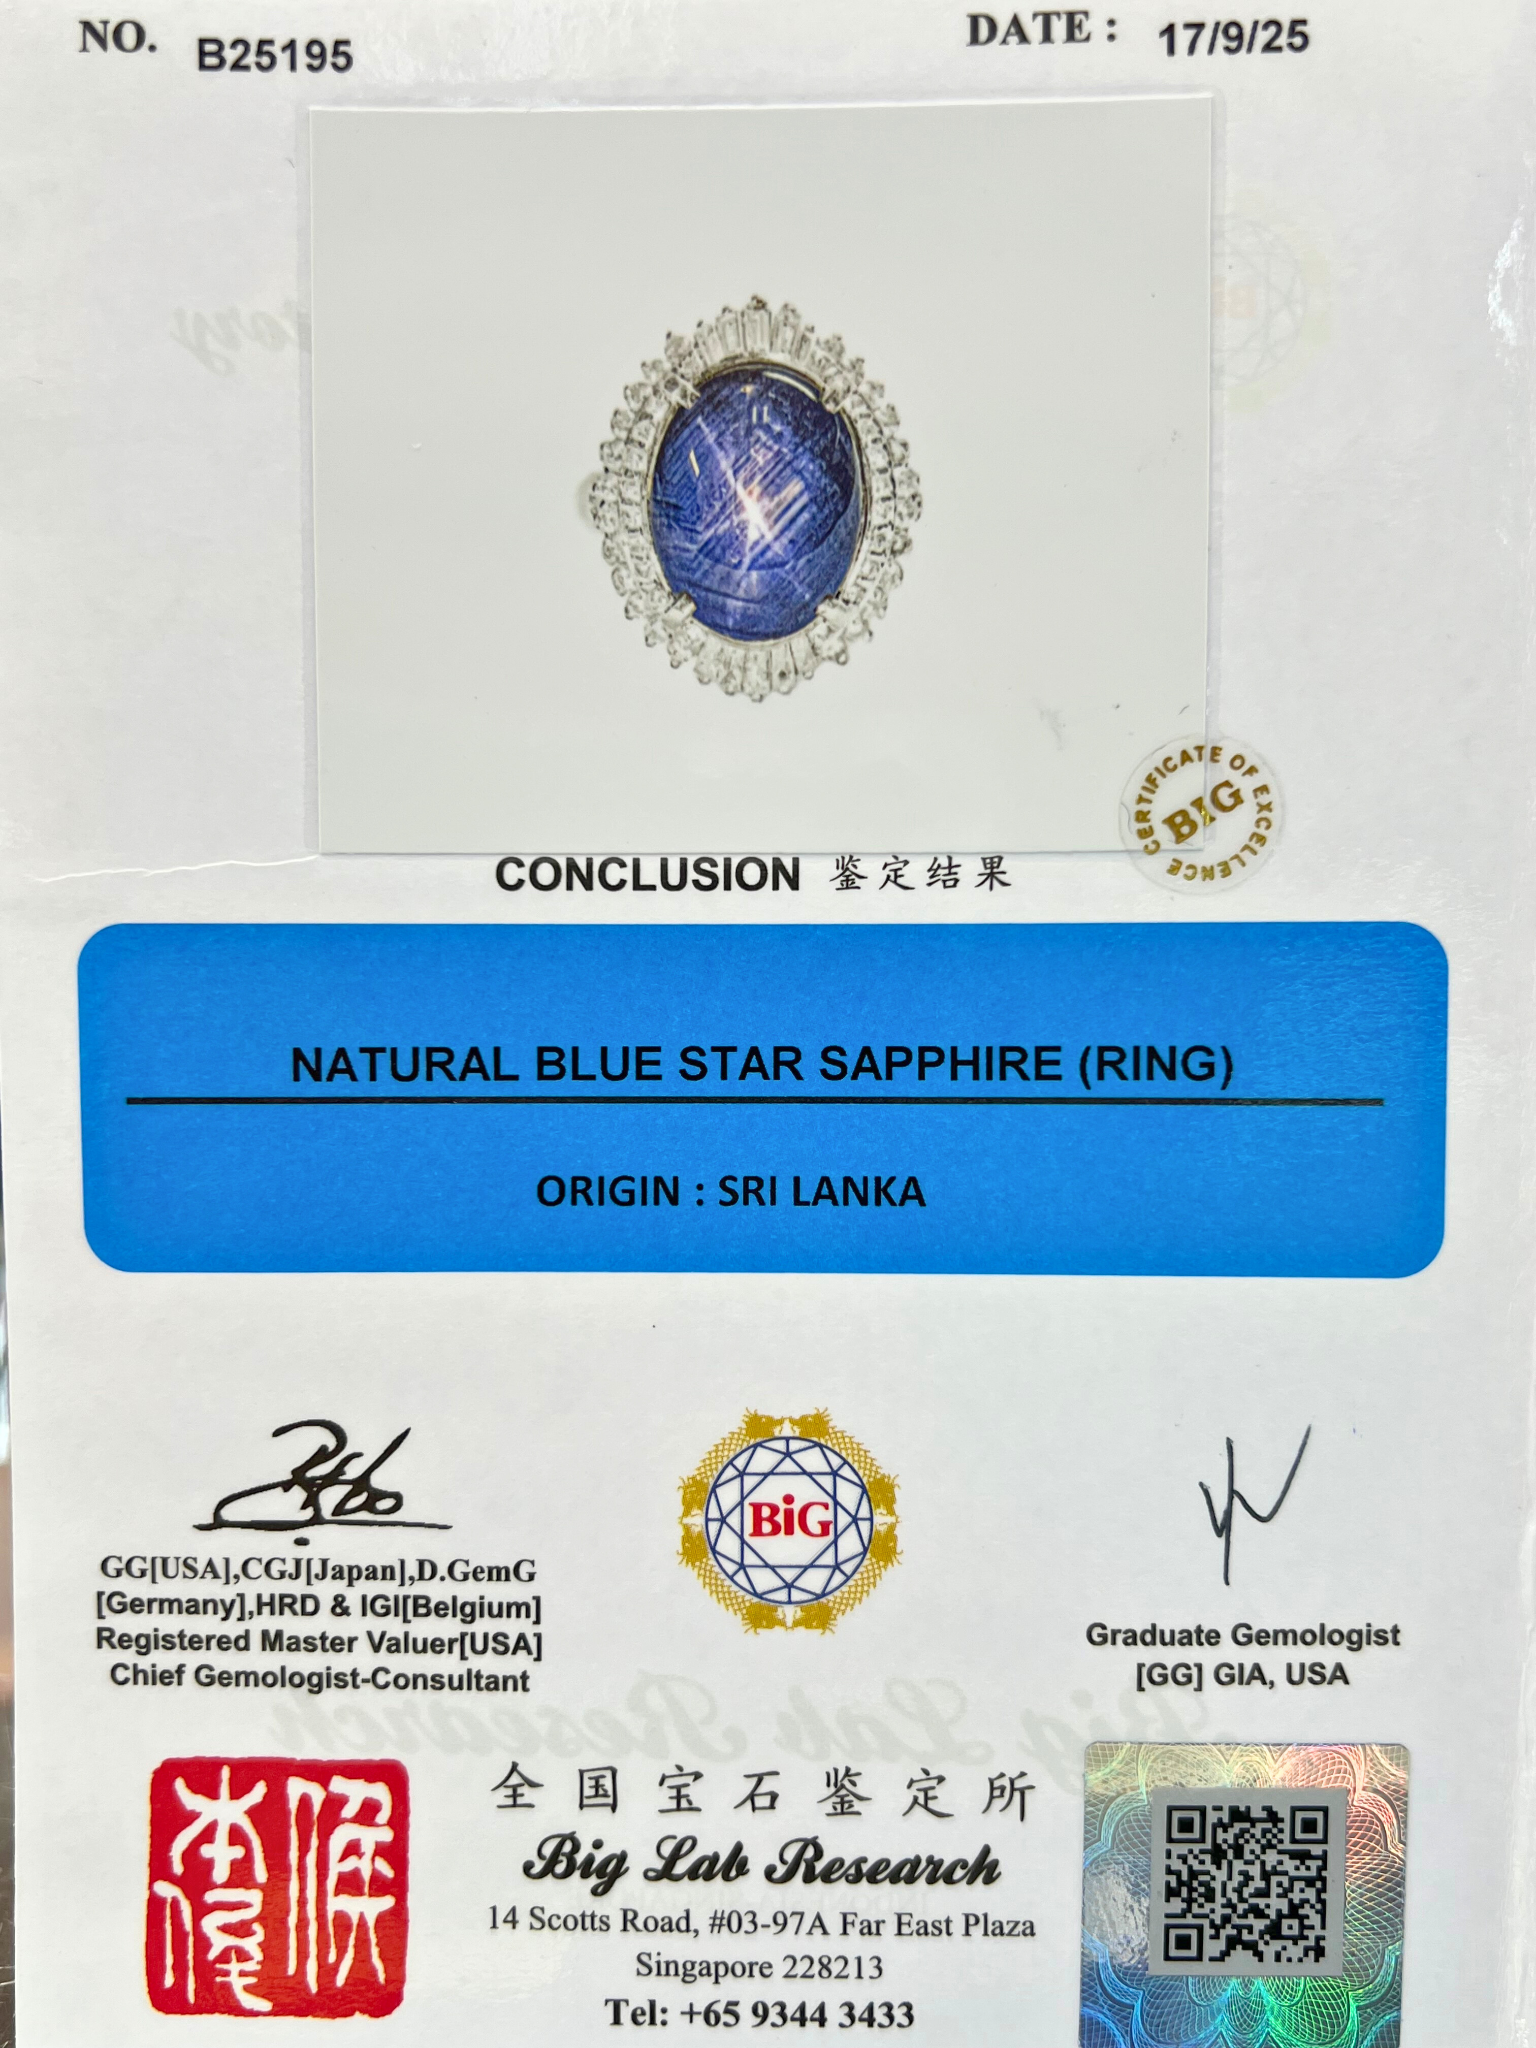 NO. B25195 DATE : 17/9/25
CERTIFICATE OF EXCELLENCE
BIG
CONCLUSION 鉴定结果
NATURAL BLUE STAR SAPPHIRE (RING)
ORIGIN : SRI LANKA
BiG
GG[USA],CGJ[Japan],D.GemG
[Germany],HRD & IGI[Belgium]
Registered Master Valuer[USA]
Chief Gemologist-Consultant
Graduate Gemologist
[GG] GIA, USA
全国宝石鉴定所
Big Lab Research
14 Scotts Road, #03-97A Far East Plaza
Singapore 228213
Tel: +65 9344 3433